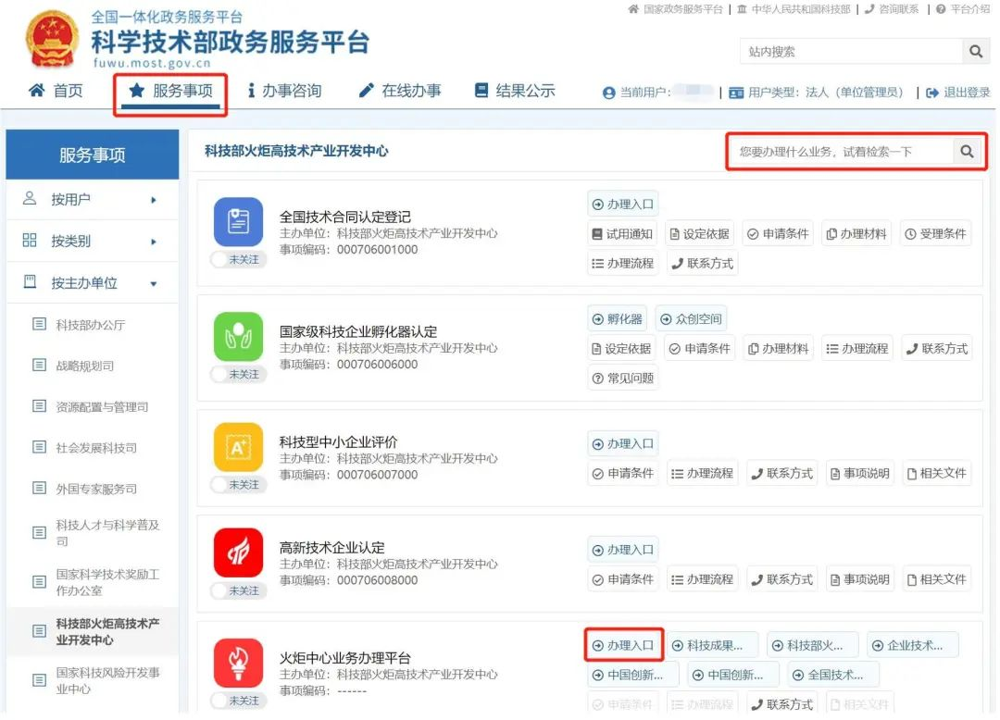 国家政务服务平台 | 中华人民共和国科技部 | 咨询联系 | 平台介绍
全国一体化政务服务平台
科学技术部政务服务平台
fuwu.most.gov.cn
站内搜索
首页 服务事项 办事咨询 在线办事 结果公示
当前用户: | 用户类型：法人（单位管理员） | 退出登录
服务事项
按用户
按类别
按主办单位
科技部办公厅
战略规划司
资源配置与管理司
社会发展科技司
外国专家服务司
科技人才与科学普及
司
国家科学技术奖励工
作办公室
科技部火炬高技术产
业开发中心
国家科技风险开发事
业中心
科技部火炬高技术产业开发中心
您要办理什么业务，试着检索一下
全国技术合同认定登记
主办单位：科技部火炬高技术产业开发中心
事项编码：000706001000
未关注
办理入口
试用通知 设定依据 申请条件 办理材料 受理条件
办理流程 联系方式
国家级科技企业孵化器认定
主办单位：科技部火炬高技术产业开发中心
事项编码：000706006000
未关注
孵化器 众创空间
设定依据 申请条件 办理材料 办理流程 联系方式
常见问题
A+
科技型中小企业评价
主办单位：科技部火炬高技术产业开发中心
事项编码：000706007000
未关注
办理入口
申请条件 办理流程 联系方式 事项说明 相关文件
高新技术企业认定
主办单位：科技部火炬高技术产业开发中心
事项编码：000706008000
未关注
办理入口
申请条件 办理流程 联系方式 事项说明 相关文件
火炬中心业务办理平台
主办单位：科技部火炬高技术产业开发中心
事项编码：------
未关注
办理入口 科技成果... 科技部火... 企业技术...
中国创新... 中国创新... 全国技术...
申请条件 办理流程 联系方式 相关文件